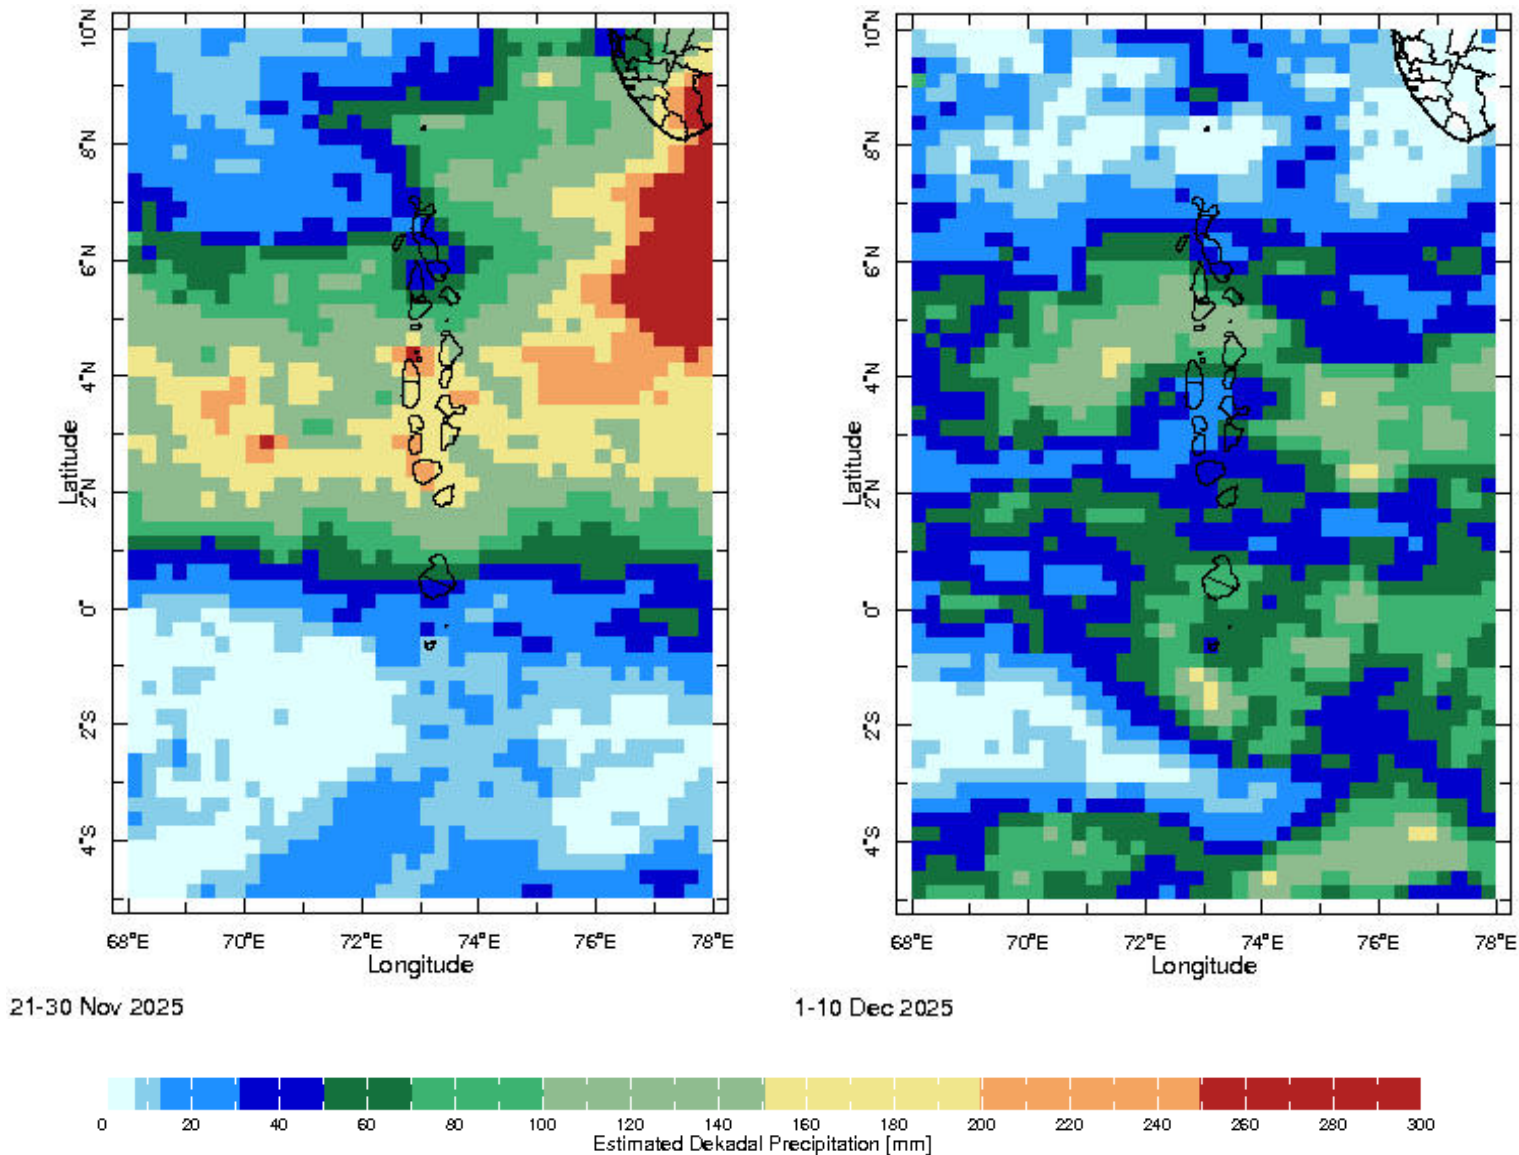 10°N
8°N
6°N
4°N
2°N
0°
2°S
4°S
Latitude
68°E 70°E 72°E 74°E 76°E 78°E
Longitude
10°N
8°N
6°N
4°N
2°N
0°
2°S
4°S
Latitude
68°E 70°E 72°E 74°E 76°E 78°E
Longitude
21-30 Nov 2025
1-10 Dec 2025
0 20 40 60 80 100 120 140 160 180 200 220 240 260 280 300
Estimated Dekadal Precipitation [mm]